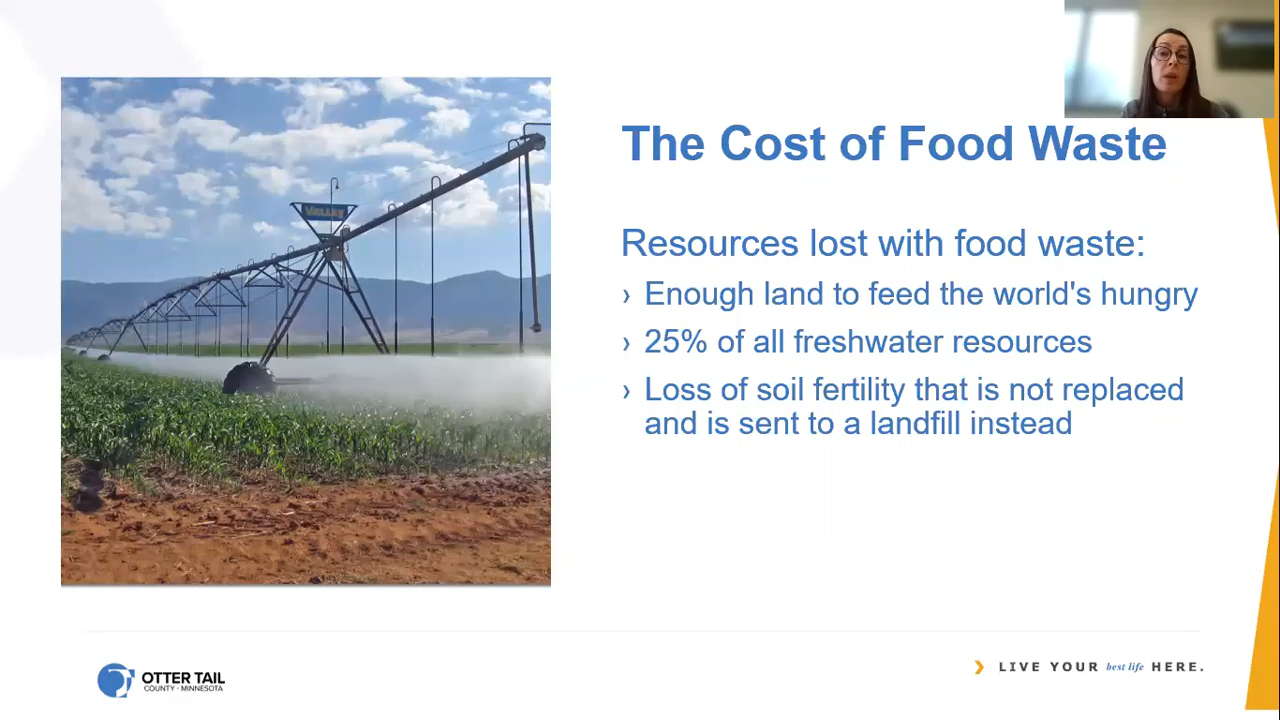 The Cost of Food Waste
Resources lost with food waste:
› Enough land to feed the world's hungry
› 25% of all freshwater resources
› Loss of soil fertility that is not replaced
and is sent to a landfill instead
VALLEY
OTTER TAIL
COUNTY · MINNESOTA
LIVE YOUR best life HERE.